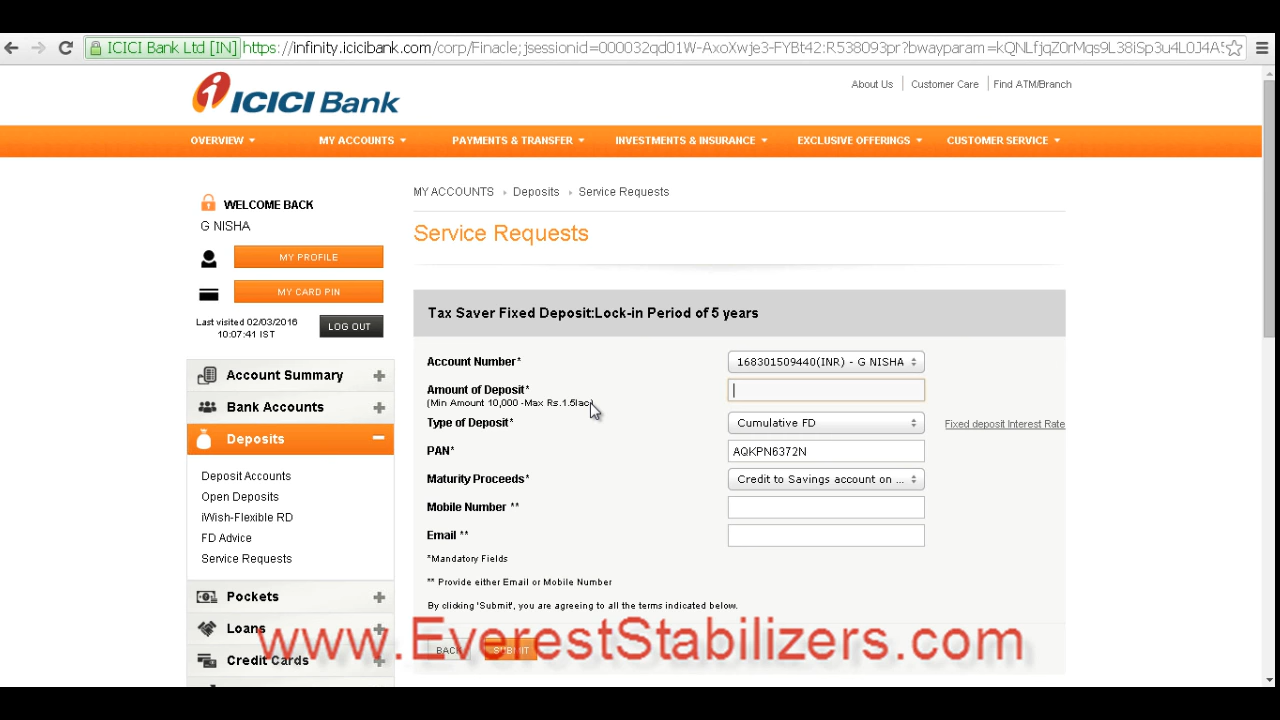 ICICI Bank Ltd [IN] https://infinity.icicibank.com/corp/Finacle;jsessionid=000032qd01W-AxoXwje3-FYBt42:R538093pr?bwayparam=kQNLfjqZ0rMqs9L38iSp3u4L0J4A5
ICICI Bank
About Us Customer Care Find ATM/Branch
OVERVIEW MY ACCOUNTS PAYMENTS & TRANSFER INVESTMENTS & INSURANCE EXCLUSIVE OFFERINGS CUSTOMER SERVICE
MY ACCOUNTS Deposits Service Requests
WELCOME BACK
G NISHA
MY PROFILE
MY CARD PIN
Last visited 02/03/2016
10:07:41 IST
LOG OUT
Account Summary
Bank Accounts
Deposits
Deposit Accounts
Open Deposits
iWish-Flexible RD
FD Advice
Service Requests
Pockets
Loans
Credit Cards
Service Requests
Tax Saver Fixed Deposit:Lock-in Period of 5 years
Account Number* 168301509440(INR) - G NISHA
Amount of Deposit*
(Min Amount 10,000 -Max Rs.1.5lac)
Type of Deposit* Cumulative FD Fixed deposit Interest Rate
PAN* AQKPN6372N
Maturity Proceeds* Credit to Savings account on ...
Mobile Number **
Email **
*Mandatory Fields
** Provide either Email or Mobile Number
By clicking 'Submit', you are agreeing to all the terms indicated below.
BACK SUBMIT
www.EverestStabilizers.com